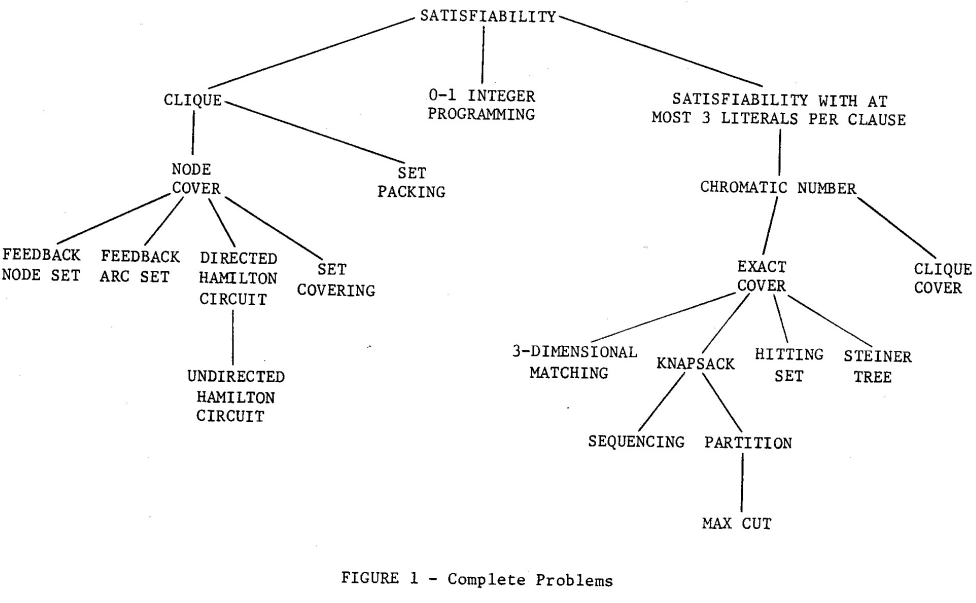 SATISFIABILITY
CLIQUE
0-1 INTEGER
PROGRAMMING
SATISFIABILITY WITH AT
MOST 3 LITERALS PER CLAUSE
NODE
COVER
SET
PACKING
CHROMATIC NUMBER
FEEDBACK
NODE SET
FEEDBACK
ARC SET
DIRECTED
HAMILTON
CIRCUIT
SET
COVERING
EXACT
COVER
CLIQUE
COVER
UNDIRECTED
HAMILTON
CIRCUIT
3-DIMENSIONAL
MATCHING
KNAPSACK
HITTING
SET
STEINER
TREE
SEQUENCING
PARTITION
MAX CUT
FIGURE 1 - Complete Problems